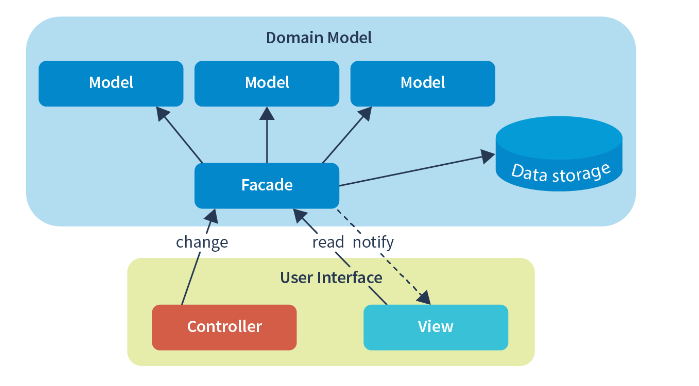 Domain Model
Model Model Model
Data storage
Facade
change read notify
User Interface
Controller View